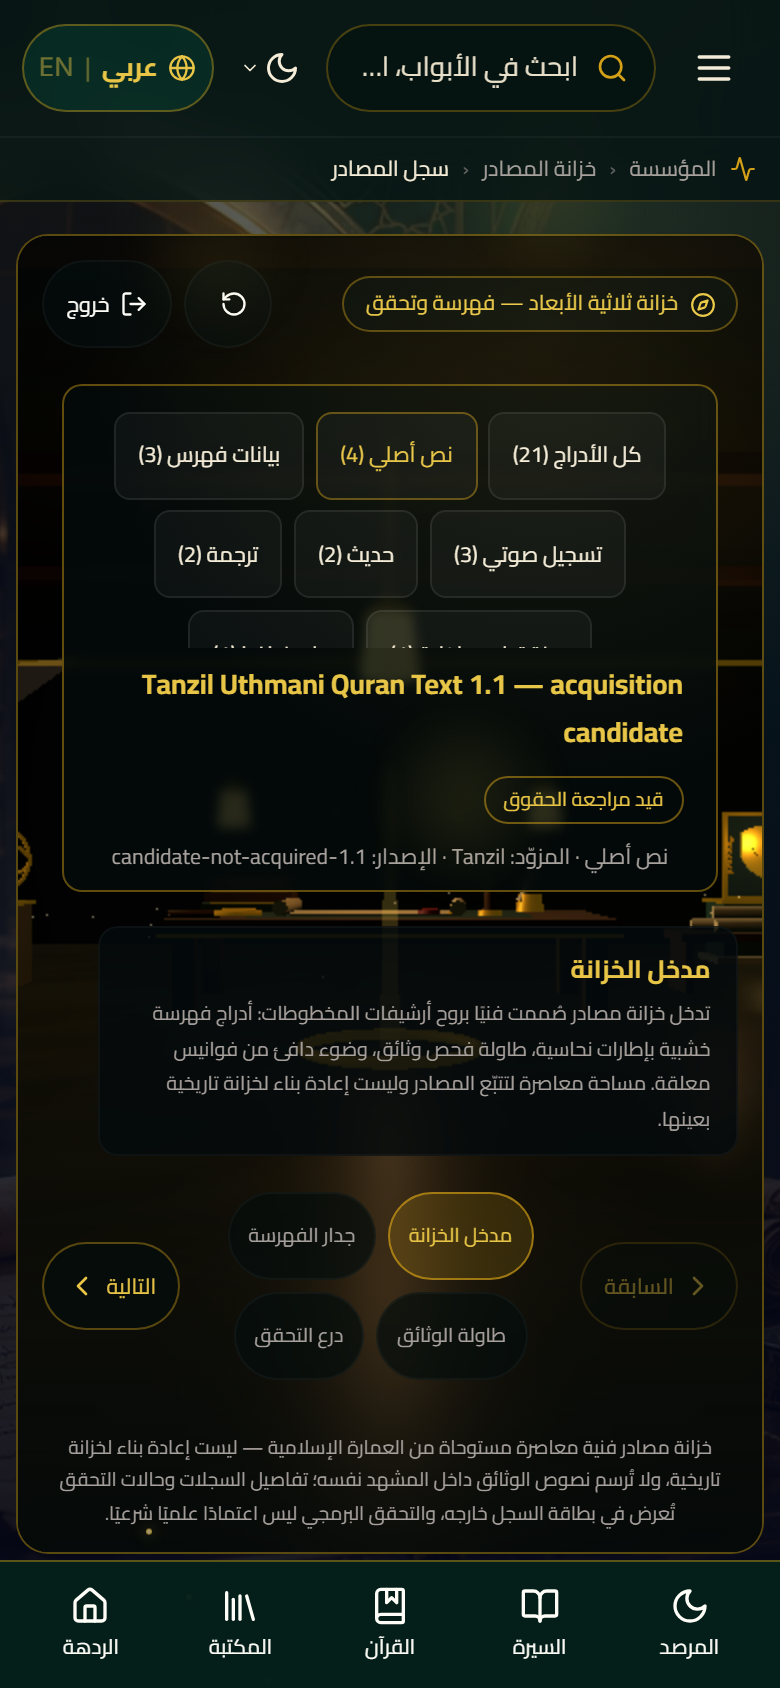 ابحث في الأبواب، ا...
عربي | EN
المؤسسة › خزانة المصادر › سجل المصادر
خزانة ثلاثية الأبعاد — فهرسة وتحقق
خروج
كل الأدراج (21)
نص أصلي (4)
بيانات فهرس (3)
تسجيل صوتي (3)
حديث (2)
ترجمة (2)
Tanzil Uthmani Quran Text 1.1 — acquisition
candidate
قيد مراجعة الحقوق
نص أصلي · المزوّد: Tanzil · الإصدار: candidate-not-acquired-1.1
مدخل الخزانة
تدخل خزانة مصادر صُممت فنيًا بروح أرشيفات المخطوطات: أدراج فهرسة
خشبية بإطارات نحاسية، طاولة فحص وثائق، وضوء دافئ من فوانيس
معلقة. مساحة معاصرة لتتبّع المصادر وليست إعادة بناء لخزانة تاريخية
بعينها.
السابقة
مدخل الخزانة
جدار الفهرسة
طاولة الوثائق
درع التحقق
التالية
خزانة مصادر فنية معاصرة مستوحاة من العمارة الإسلامية — ليست إعادة بناء لخزانة
تاريخية، ولا تُرسم نصوص الوثائق داخل المشهد نفسه؛ تفاصيل السجلات وحالات التحقق
تُعرض في بطاقة السجل خارجه، والتحقق البرمجي ليس اعتمادًا علميًا شرعيًا.
المرصد
السيرة
القرآن
المكتبة
الردهة